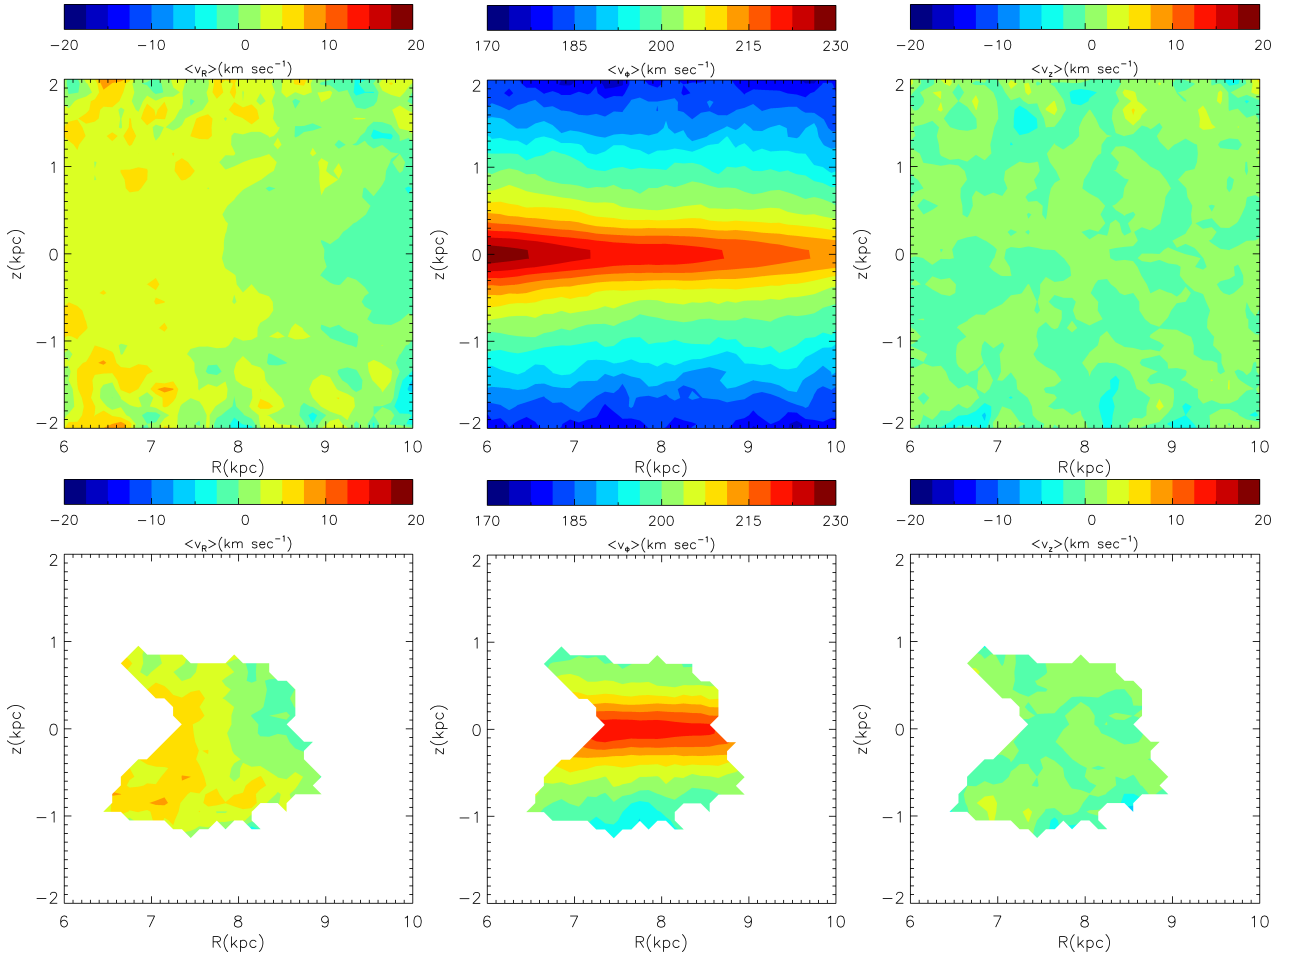 −20 −10 0 10 20
<v_R>(km sec⁻¹)
170 185 200 215 230
<v_Φ>(km sec⁻¹)
−20 −10 0 10 20
<v_z>(km sec⁻¹)
2
1
0
−1
−2
z(kpc)
6 7 8 9 10
R(kpc)
2
1
0
−1
−2
z(kpc)
6 7 8 9 10
R(kpc)
2
1
0
−1
−2
z(kpc)
6 7 8 9 10
R(kpc)
−20 −10 0 10 20
<v_R>(km sec⁻¹)
170 185 200 215 230
<v_Φ>(km sec⁻¹)
−20 −10 0 10 20
<v_z>(km sec⁻¹)
2
1
0
−1
−2
z(kpc)
6 7 8 9 10
R(kpc)
2
1
0
−1
−2
z(kpc)
6 7 8 9 10
R(kpc)
2
1
0
−1
−2
z(kpc)
6 7 8 9 10
R(kpc)